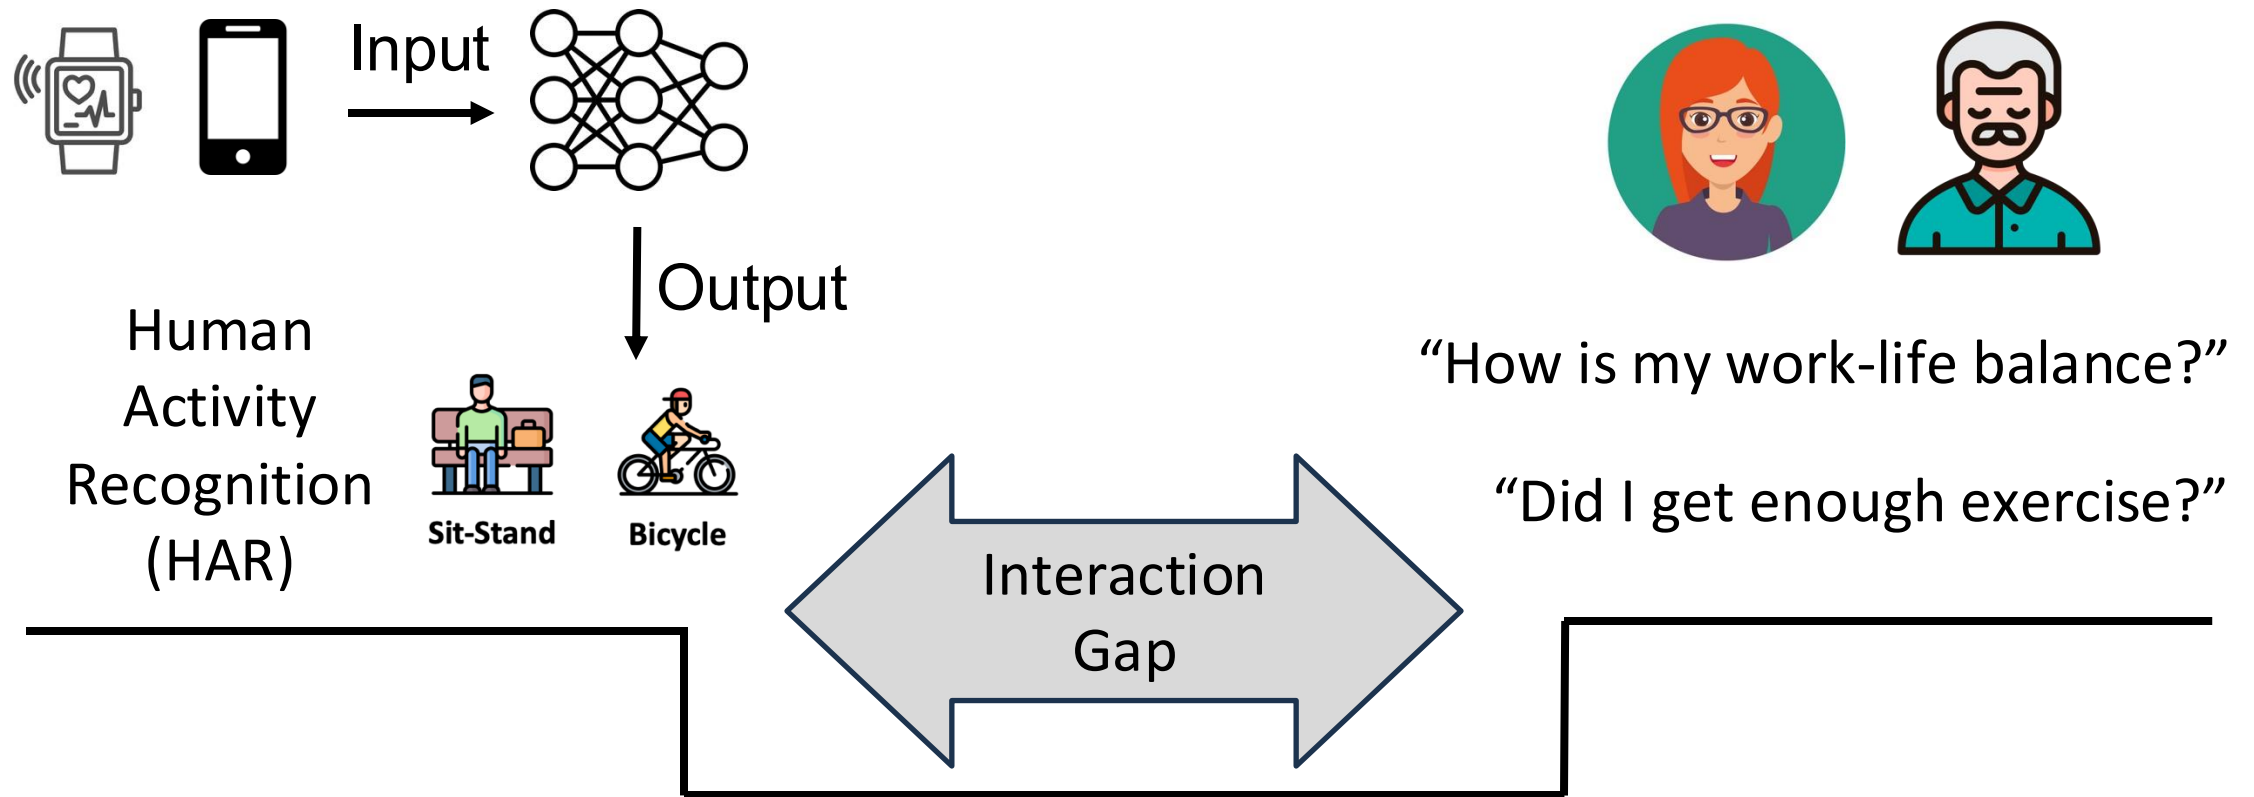 Input
Output
Human
Activity
Recognition
(HAR)
Sit-Stand
Bicycle
Interaction
Gap
“How is my work-life balance?”
“Did I get enough exercise?”